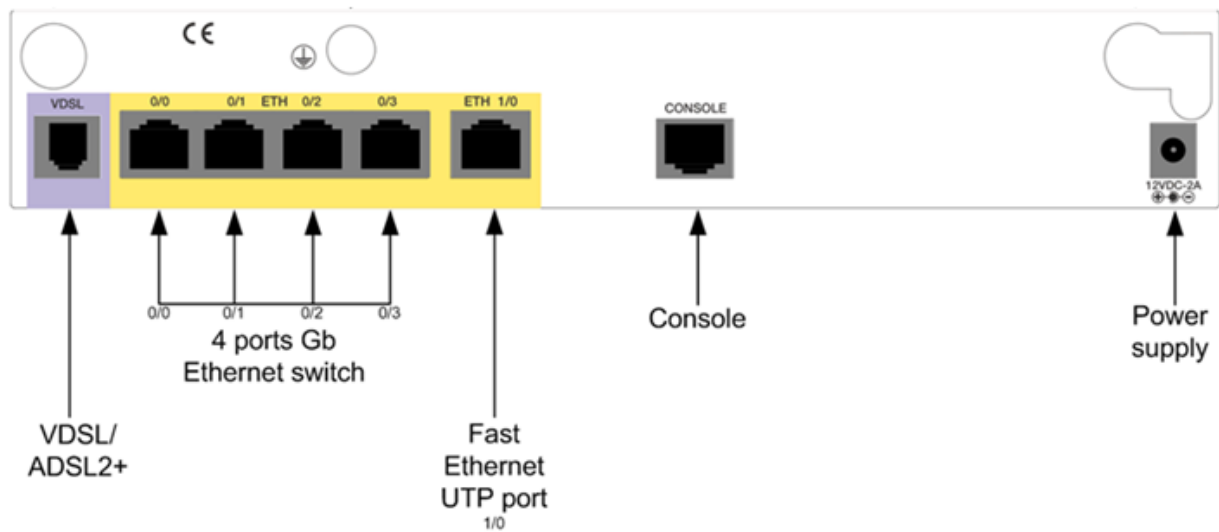 CE
VDSL
0/0 0/1 ETH 0/2 0/3
ETH 1/0
CONSOLE
12VDC-2A
0/0 0/1 0/2 0/3
4 ports Gb
Ethernet switch
Console
Power
supply
VDSL/
ADSL2+
Fast
Ethernet
UTP port
1/0